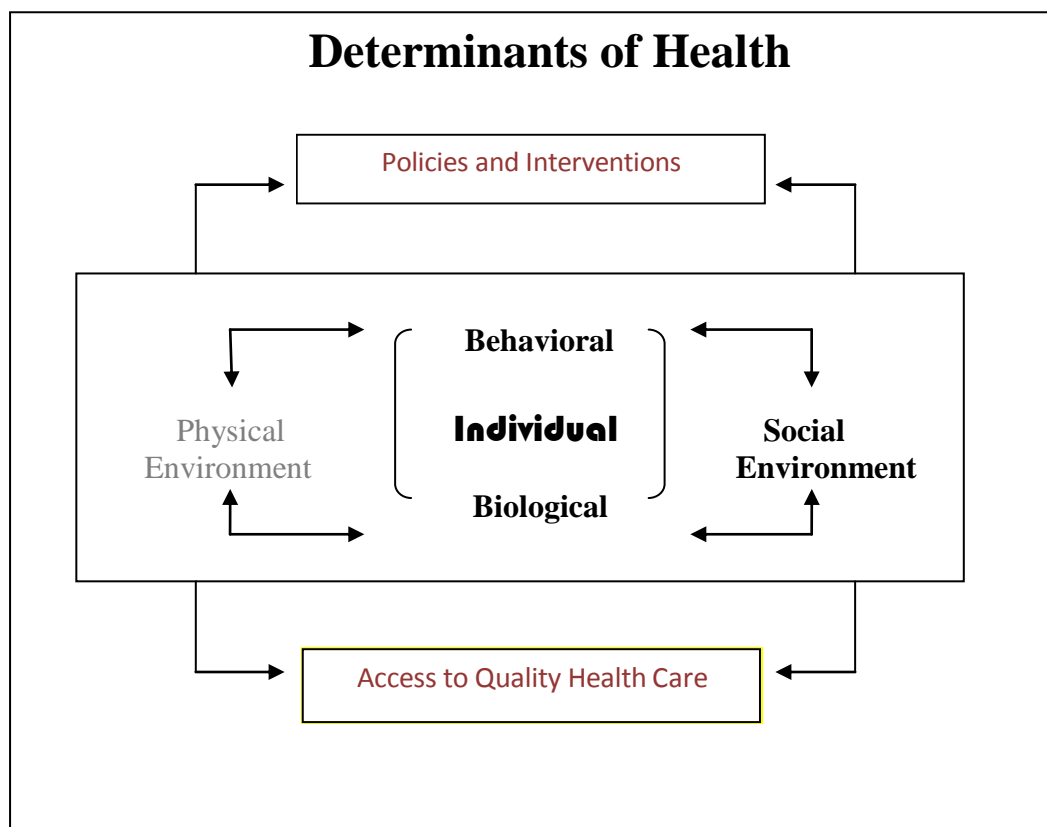 Determinants of Health
Policies and Interventions
Behavioral
Physical
Environment
Individual
Social
Environment
Biological
Access to Quality Health Care